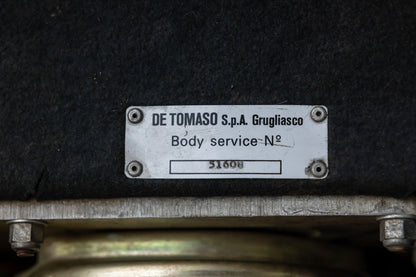 DE TOMASO S.p.A. Grugliasco
Body service Nº
51608